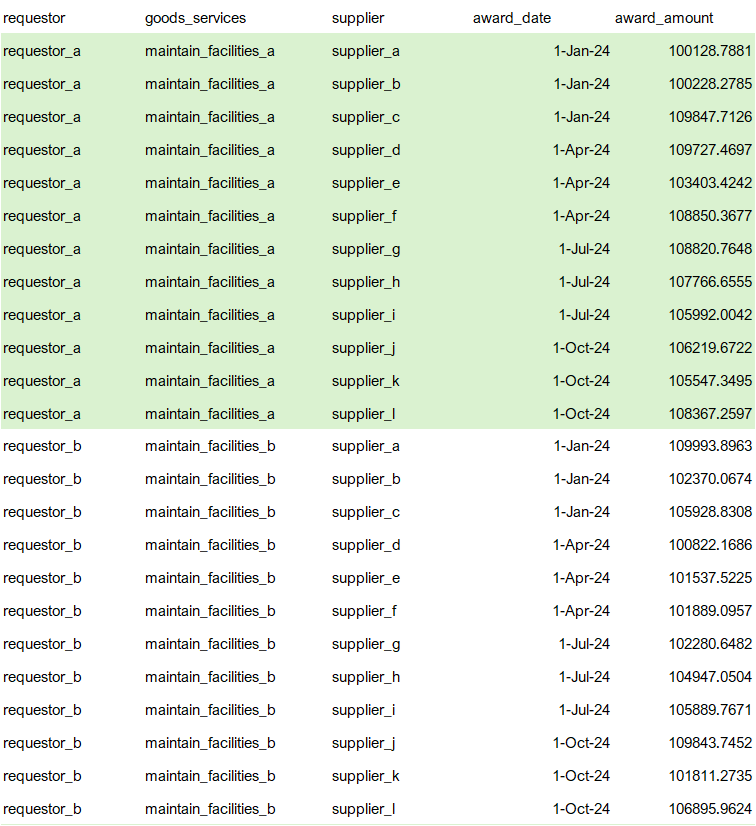 requestor goods_services supplier award_date award_amount
requestor_a maintain_facilities_a supplier_a 1-Jan-24 100128.7881
requestor_a maintain_facilities_a supplier_b 1-Jan-24 100228.2785
requestor_a maintain_facilities_a supplier_c 1-Jan-24 109847.7126
requestor_a maintain_facilities_a supplier_d 1-Apr-24 109727.4697
requestor_a maintain_facilities_a supplier_e 1-Apr-24 103403.4242
requestor_a maintain_facilities_a supplier_f 1-Apr-24 108850.3677
requestor_a maintain_facilities_a supplier_g 1-Jul-24 108820.7648
requestor_a maintain_facilities_a supplier_h 1-Jul-24 107766.6555
requestor_a maintain_facilities_a supplier_i 1-Jul-24 105992.0042
requestor_a maintain_facilities_a supplier_j 1-Oct-24 106219.6722
requestor_a maintain_facilities_a supplier_k 1-Oct-24 105547.3495
requestor_a maintain_facilities_a supplier_l 1-Oct-24 108367.2597
requestor_b maintain_facilities_b supplier_a 1-Jan-24 109993.8963
requestor_b maintain_facilities_b supplier_b 1-Jan-24 102370.0674
requestor_b maintain_facilities_b supplier_c 1-Jan-24 105928.8308
requestor_b maintain_facilities_b supplier_d 1-Apr-24 100822.1686
requestor_b maintain_facilities_b supplier_e 1-Apr-24 101537.5225
requestor_b maintain_facilities_b supplier_f 1-Apr-24 101889.0957
requestor_b maintain_facilities_b supplier_g 1-Jul-24 102280.6482
requestor_b maintain_facilities_b supplier_h 1-Jul-24 104947.0504
requestor_b maintain_facilities_b supplier_i 1-Jul-24 105889.7671
requestor_b maintain_facilities_b supplier_j 1-Oct-24 109843.7452
requestor_b maintain_facilities_b supplier_k 1-Oct-24 101811.2735
requestor_b maintain_facilities_b supplier_l 1-Oct-24 106895.9624